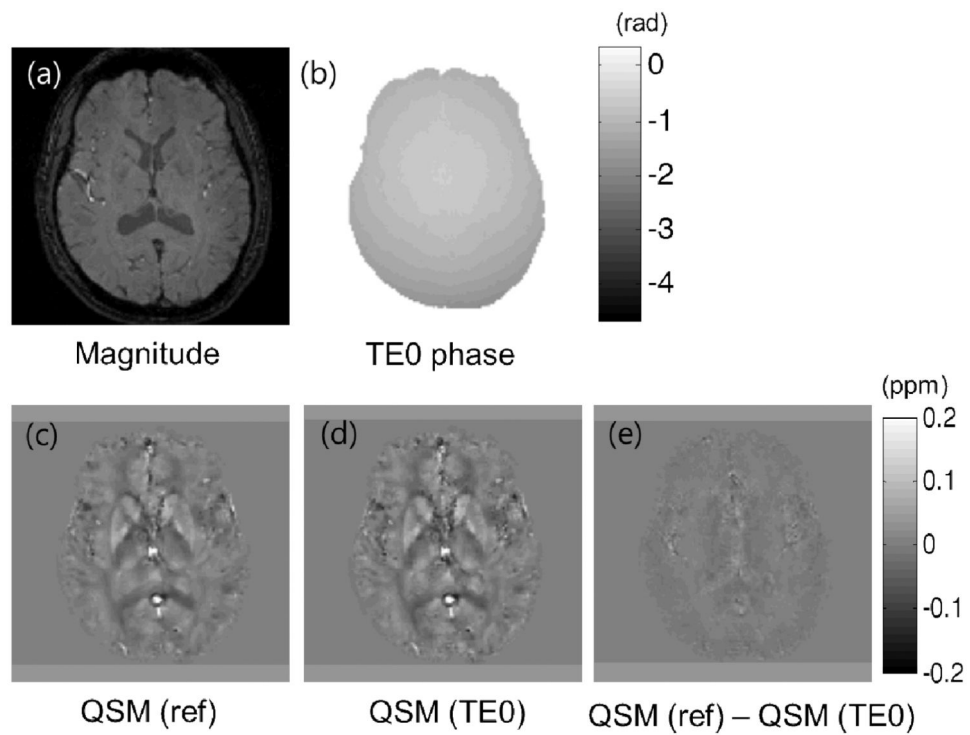 (a)
(b)
(rad)
0
-1
-2
-3
-4
Magnitude
TE0 phase
(c)
(d)
(e)
(ppm)
0.2
0.1
0
-0.1
-0.2
QSM (ref)
QSM (TE0)
QSM (ref) – QSM (TE0)